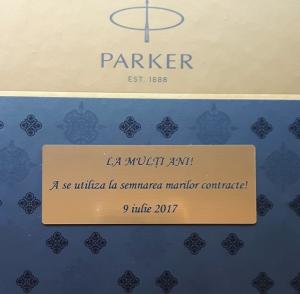 PARKER
EST. 1888
LA MULȚI ANI!
A se utiliza la semnarea marilor contracte!
9 iulie 2017